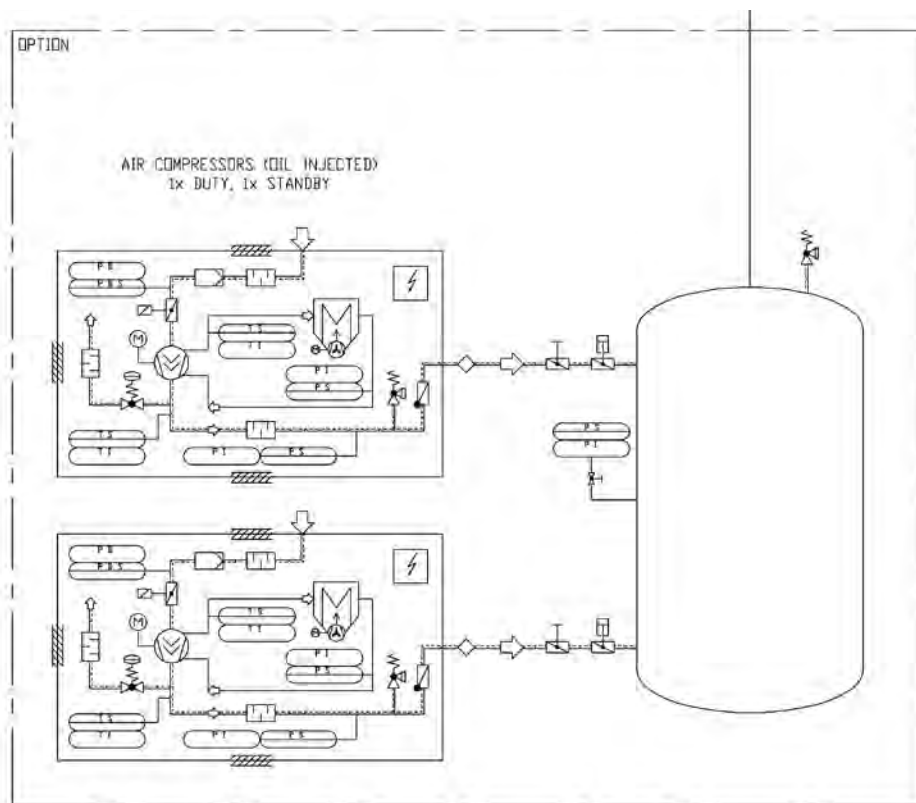 OPTION
AIR COMPRESSORS (OIL INJECTED)
1x DUTY, 1x STANDBY
P D S
M
T S
T I
P I
P S
T S
T I
P I
P S
P S
P I
P D S
M
T S
T I
P I
P S
T S
T I
P I
P S